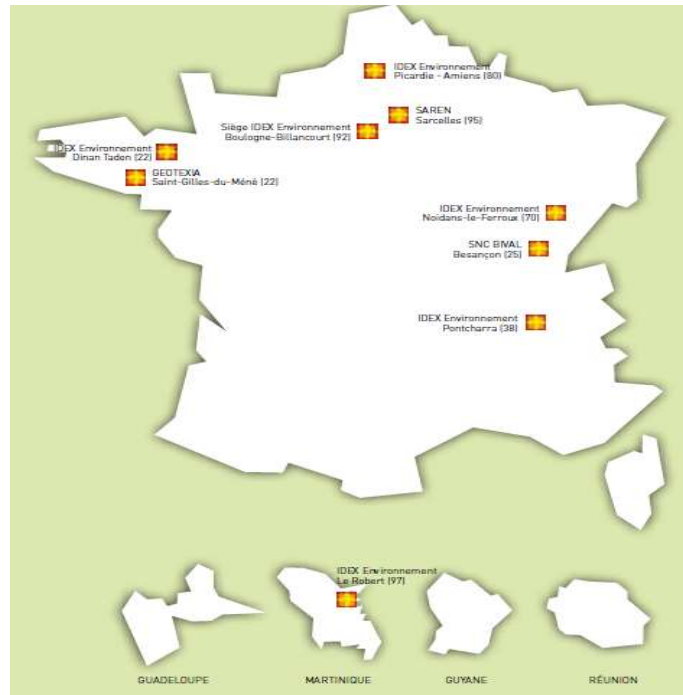 IDEX Environnement
Picardie - Amiens (80)
SAREN
Sarcelles (95)
Siège IDEX Environnement
Boulogne-Billancourt (92)
IDEX Environnement
Dinan Taden (22)
GEOTEXIA
Saint-Gilles-du-Méné (22)
IDEX Environnement
Noidans-le-Ferroux (70)
SNC BIVAL
Besançon (25)
IDEX Environnement
Pontcharra (38)
IDEX Environnement
Le Robert (97)
GUADELOUPE
MARTINIQUE
GUYANE
RÉUNION